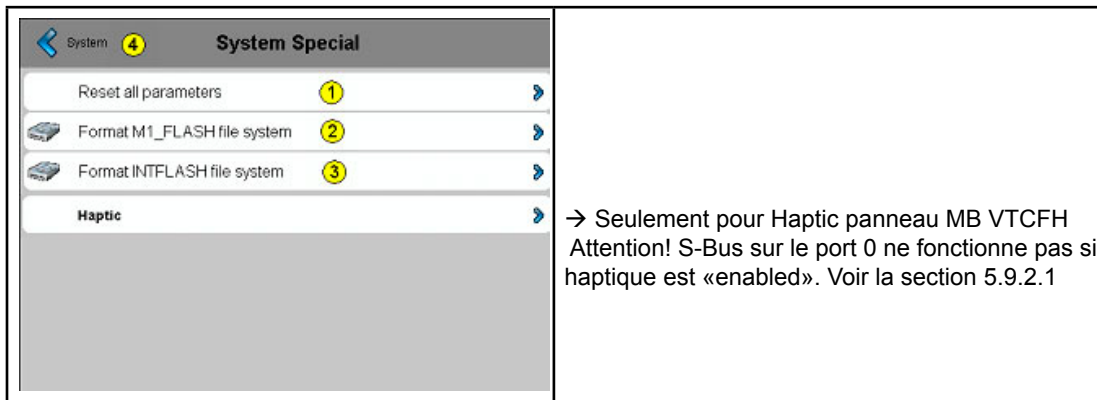 System 4 System Special
Reset all parameters 1
Format M1_FLASH file system 2
Format INTFLASH file system 3
Haptic
→ Seulement pour Haptic panneau MB VTCFH
Attention! S-Bus sur le port 0 ne fonctionne pas si
haptique est «enabled». Voir la section 5.9.2.1